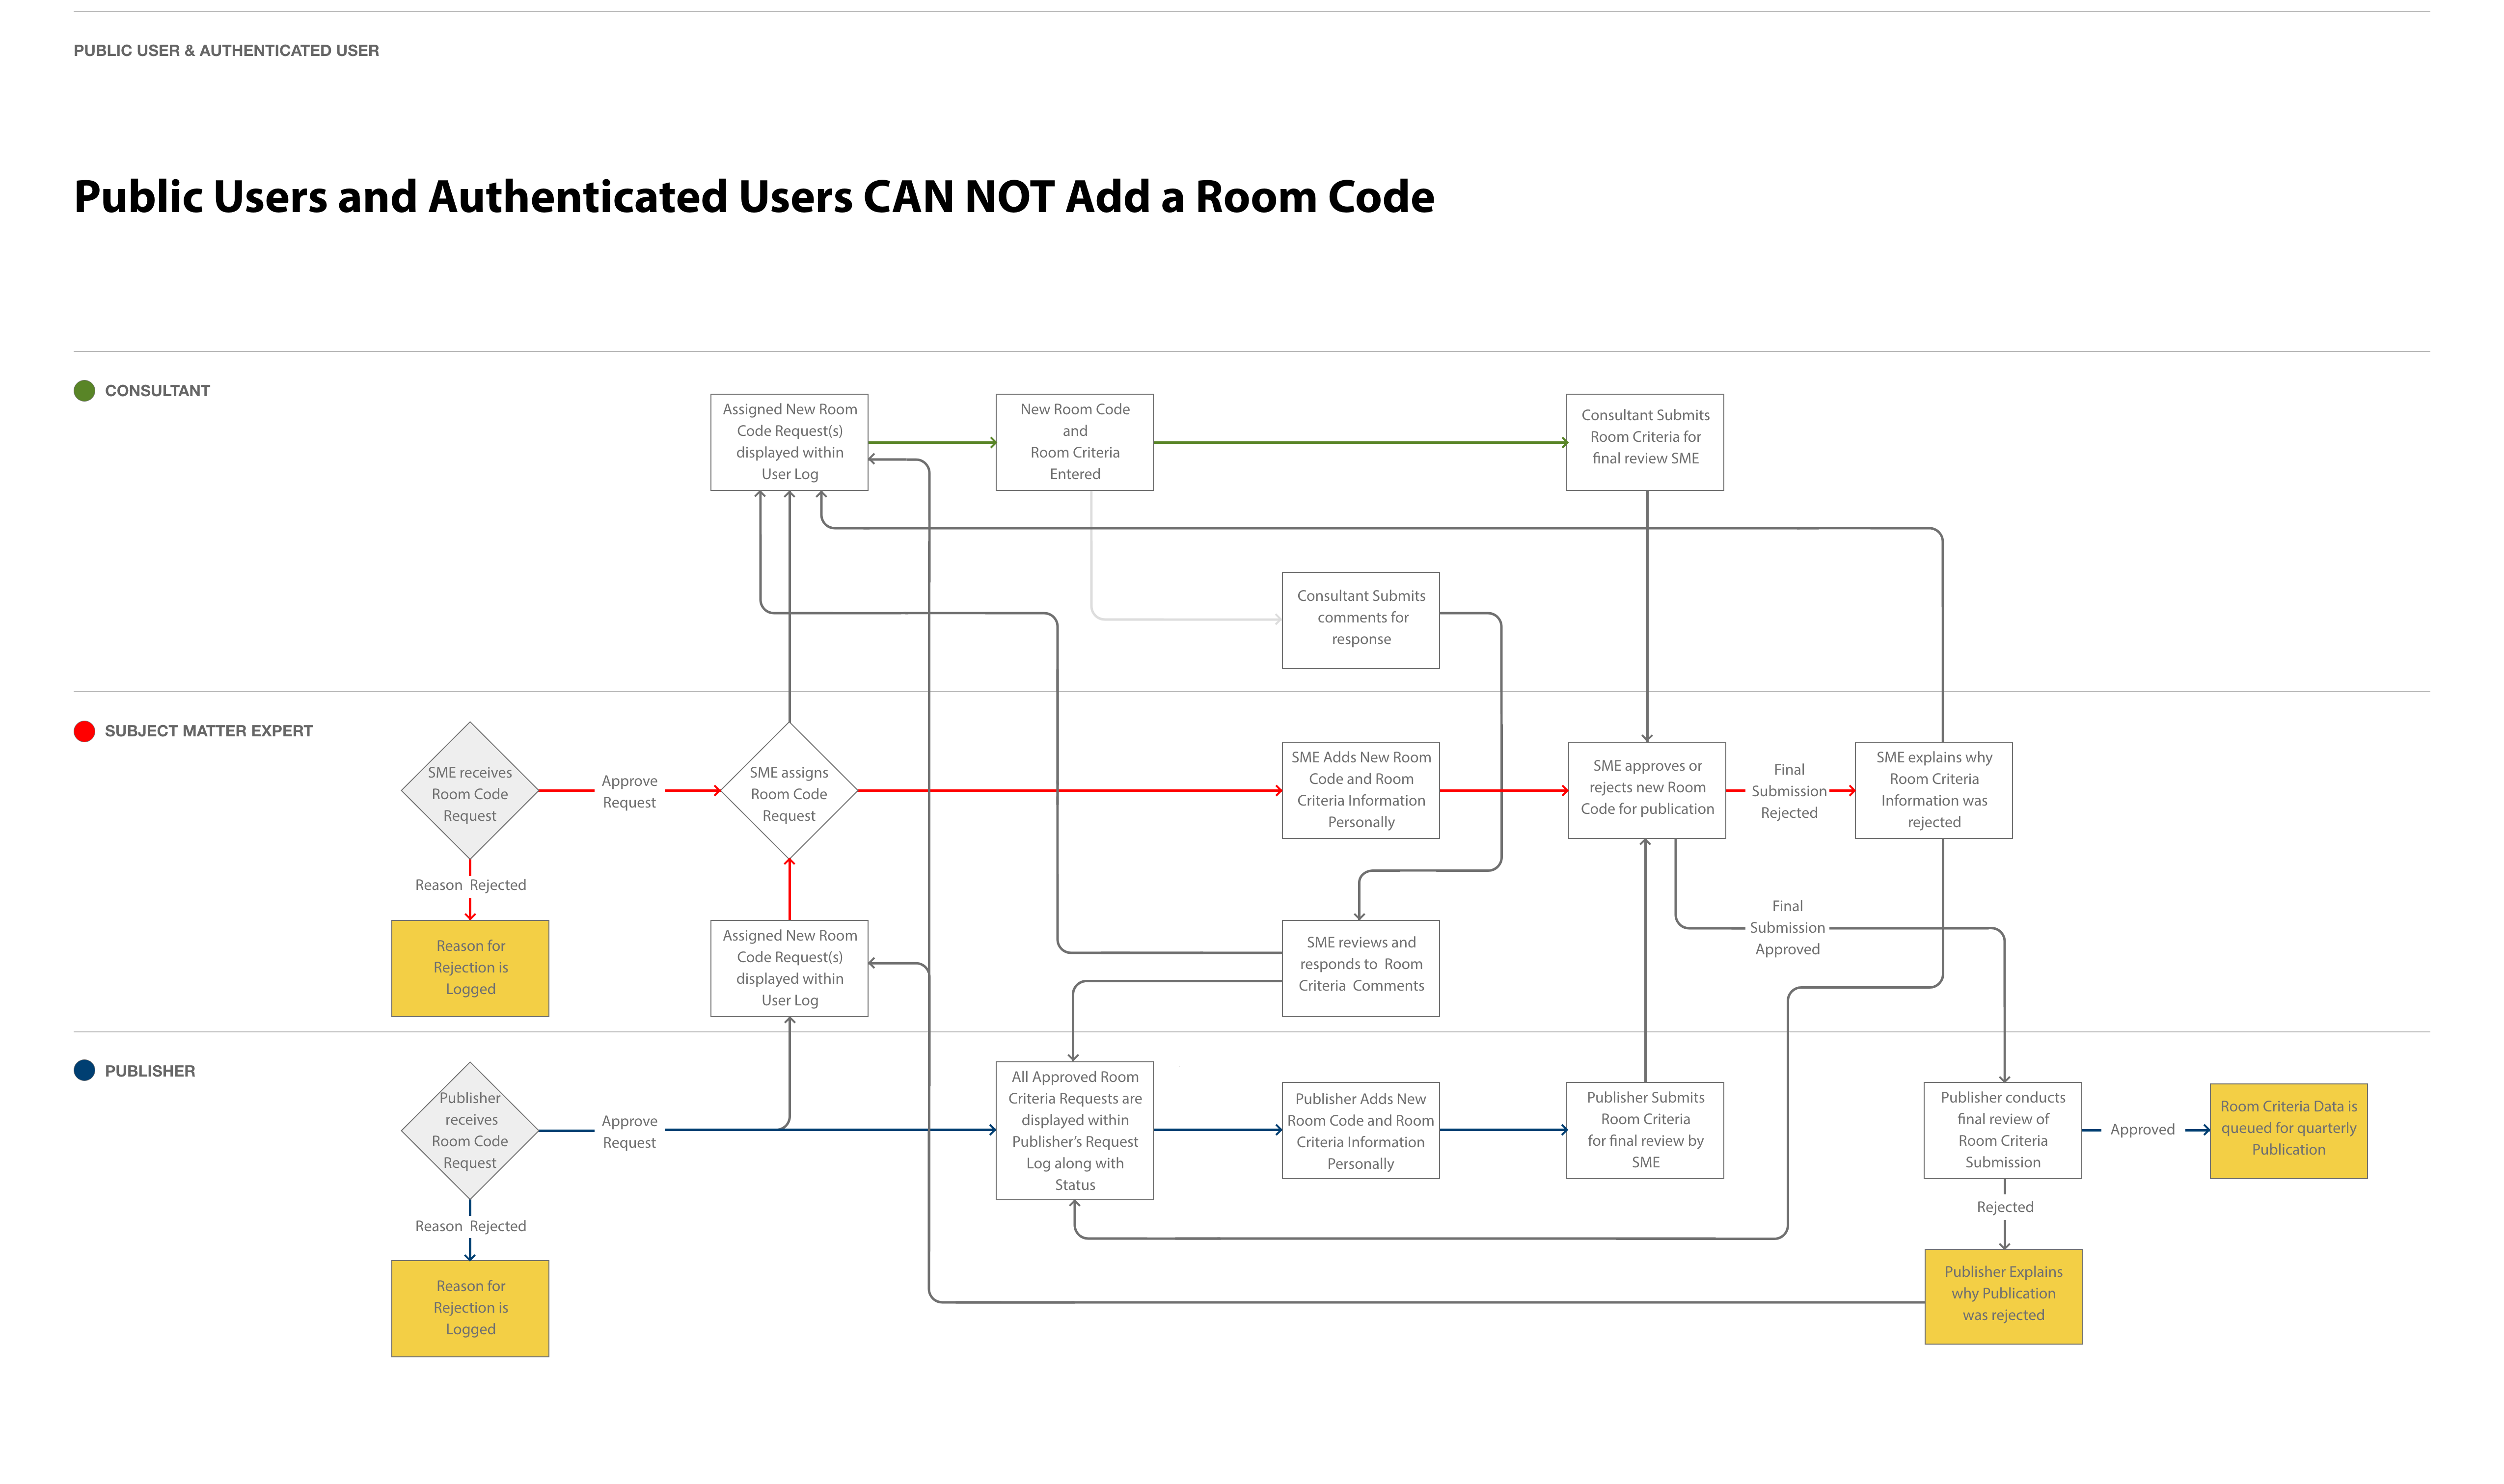 PUBLIC USER & AUTHENTICATED USER
Public Users and Authenticated Users CAN NOT Add a Room Code
CONSULTANT
Assigned New Room
Code Request(s)
displayed within
User Log
New Room Code
and
Room Criteria
Entered
Consultant Submits
Room Criteria for
final review SME
Consultant Submits
comments for
response
SUBJECT MATTER EXPERT
SME receives
Room Code
Request
Approve
Request
SME assigns
Room Code
Request
SME Adds New Room
Code and Room
Criteria Information
Personally
SME approves or
rejects new Room
Code for publication
Final
Submission
Rejected
SME explains why
Room Criteria
Information was
rejected
Reason Rejected
Reason for
Rejection is
Logged
Assigned New Room
Code Request(s)
displayed within
User Log
SME reviews and
responds to Room
Criteria Comments
Final
Submission
Approved
PUBLISHER
Publisher
receives
Room Code
Request
Approve
Request
All Approved Room
Criteria Requests are
displayed within
Publisher's Request
Log along with
Status
Publisher Adds New
Room Code and Room
Criteria Information
Personally
Publisher Submits
Room Criteria
for final review by
SME
Publisher conducts
final review of
Room Criteria
Submission
Approved
Room Criteria Data is
queued for quarterly
Publication
Reason Rejected
Reason for
Rejection is
Logged
Rejected
Publisher Explains
why Publication
was rejected